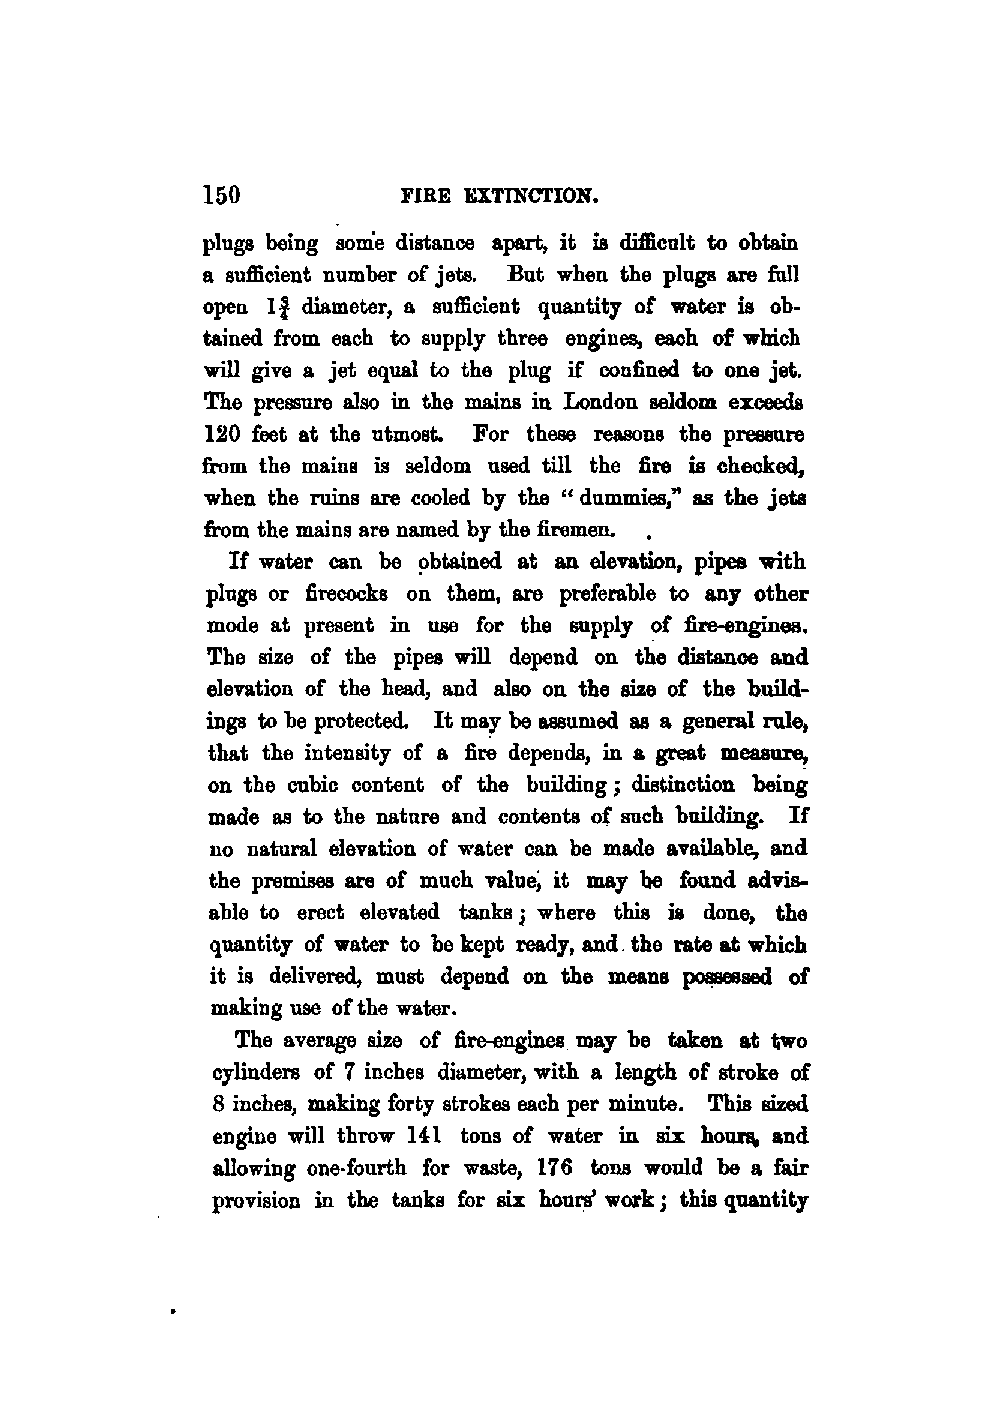 150 FIRE EXTINCTION.
plugs being some distance apart, it is difficult to obtain
a sufficient number of jets. But when the plugs are full
open 1¾ diameter, a sufficient quantity of water is ob-
tained from each to supply three engines, each of which
will give a jet equal to the plug if confined to one jet.
The pressure also in the mains in London seldom exceeds
120 feet at the utmost. For these reasons the pressure
from the mains is seldom used till the fire is checked,
when the ruins are cooled by the “dummies,” as the jets
from the mains are named by the firemen.
If water can be obtained at an elevation, pipes with
plugs or firecocks on them, are preferable to any other
mode at present in use for the supply of fire-engines.
The size of the pipes will depend on the distance and
elevation of the head, and also on the size of the build-
ings to be protected. It may be assumed as a general rule,
that the intensity of a fire depends, in a great measure,
on the cubic content of the building; distinction being
made as to the nature and contents of such building. If
no natural elevation of water can be made available, and
the premises are of much value, it may be found advis-
able to erect elevated tanks; where this is done, the
quantity of water to be kept ready, and the rate at which
it is delivered, must depend on the means possessed of
making use of the water.
The average size of fire-engines may be taken at two
cylinders of 7 inches diameter, with a length of stroke of
8 inches, making forty strokes each per minute. This sized
engine will throw 141 tons of water in six hours, and
allowing one-fourth for waste, 176 tons would be a fair
provision in the tanks for six hours’ work; this quantity